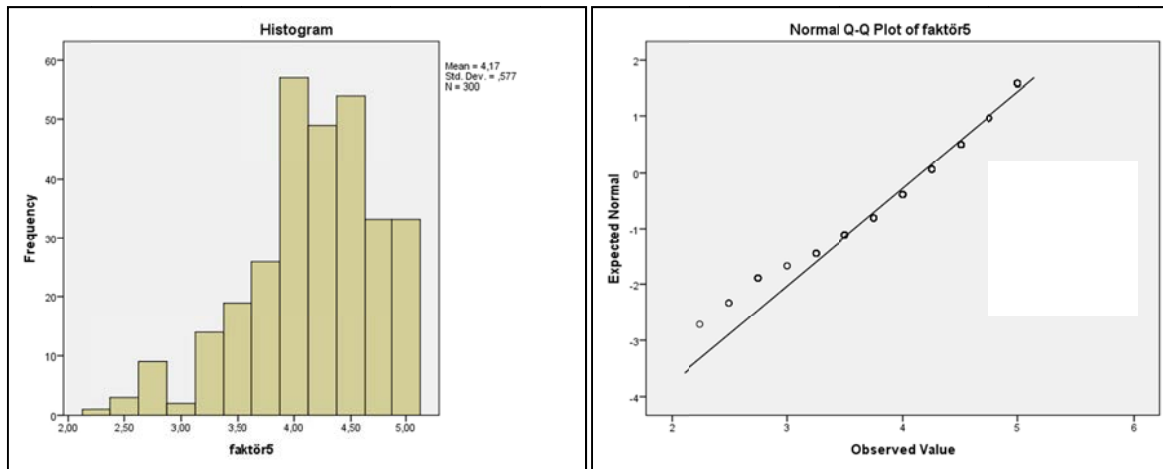 Histogram
Mean = 4,17
Std. Dev. = ,577
N = 300
60
50
40
30
20
10
0
Frequency
2,00 2,50 3,00 3,50 4,00 4,50 5,00
faktör5
Normal Q-Q Plot of faktör5
2
1
0
-1
-2
-3
-4
Expected Normal
2 3 4 5 6
Observed Value